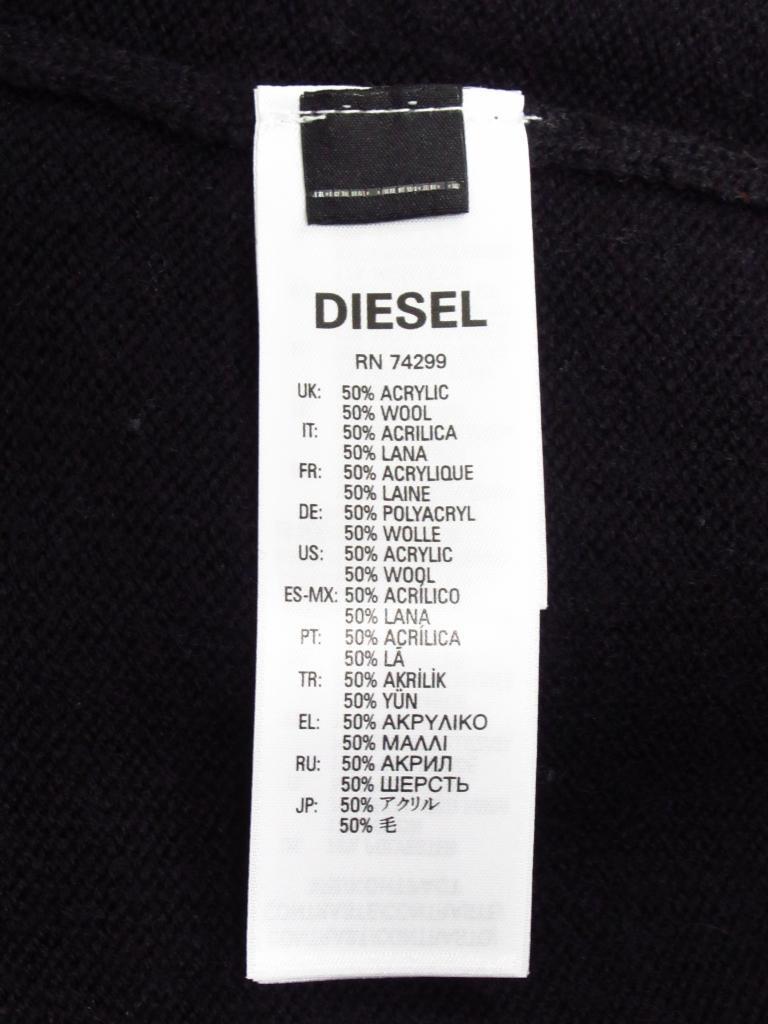 DIESEL
RN 74299
UK: 50% ACRYLIC
50% WOOL
IT: 50% ACRILICA
50% LANA
FR: 50% ACRYLIQUE
50% LAINE
DE: 50% POLYACRYL
50% WOLLE
US: 50% ACRYLIC
50% WOOL
ES-MX: 50% ACRÍLICO
50% LANA
PT: 50% ACRÍLICA
50% LÃ
TR: 50% AKRİLİK
50% YÜN
EL: 50% ΑΚΡΥΛΙΚΟ
50% ΜΑΛΛΙ
RU: 50% АКРИЛ
50% ШЕРСТЬ
JP: 50% アクリル
50% 毛